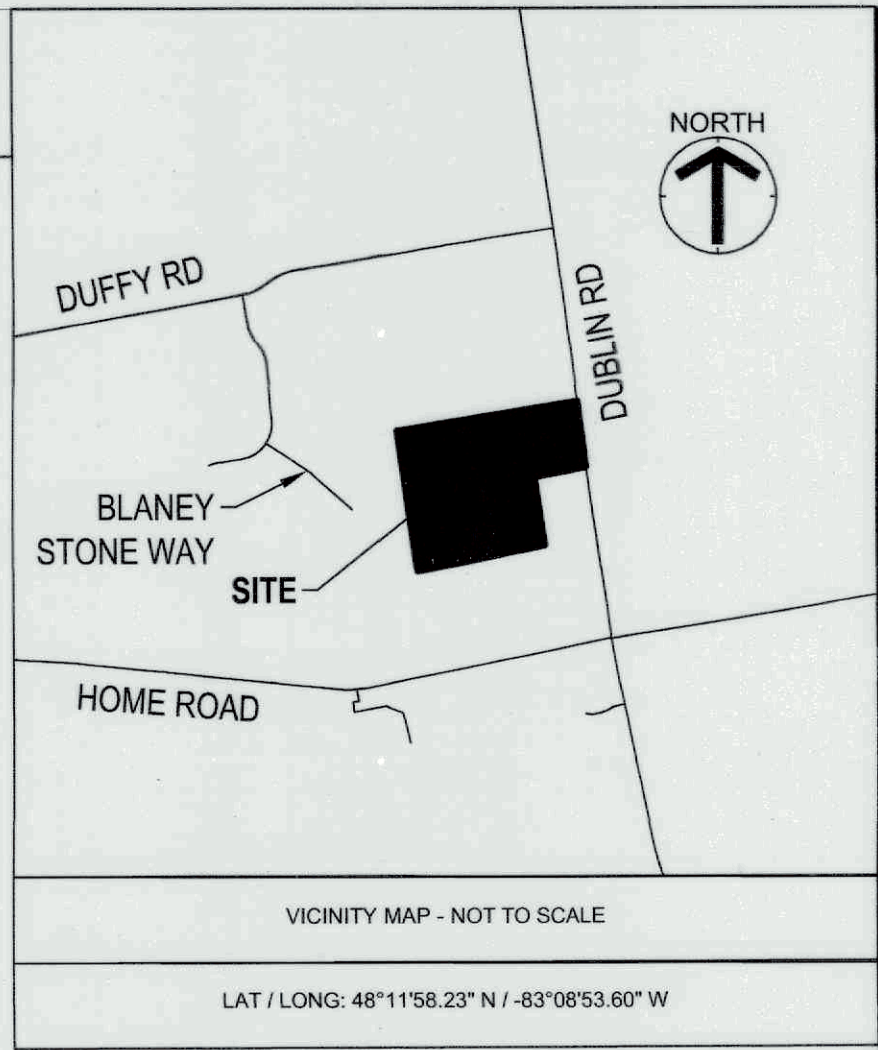 NORTH
DUFFY RD
DUBLIN RD
BLANEY
STONE WAY
SITE
HOME ROAD
VICINITY MAP - NOT TO SCALE
LAT / LONG: 48°11'58.23" N / -83°08'53.60" W